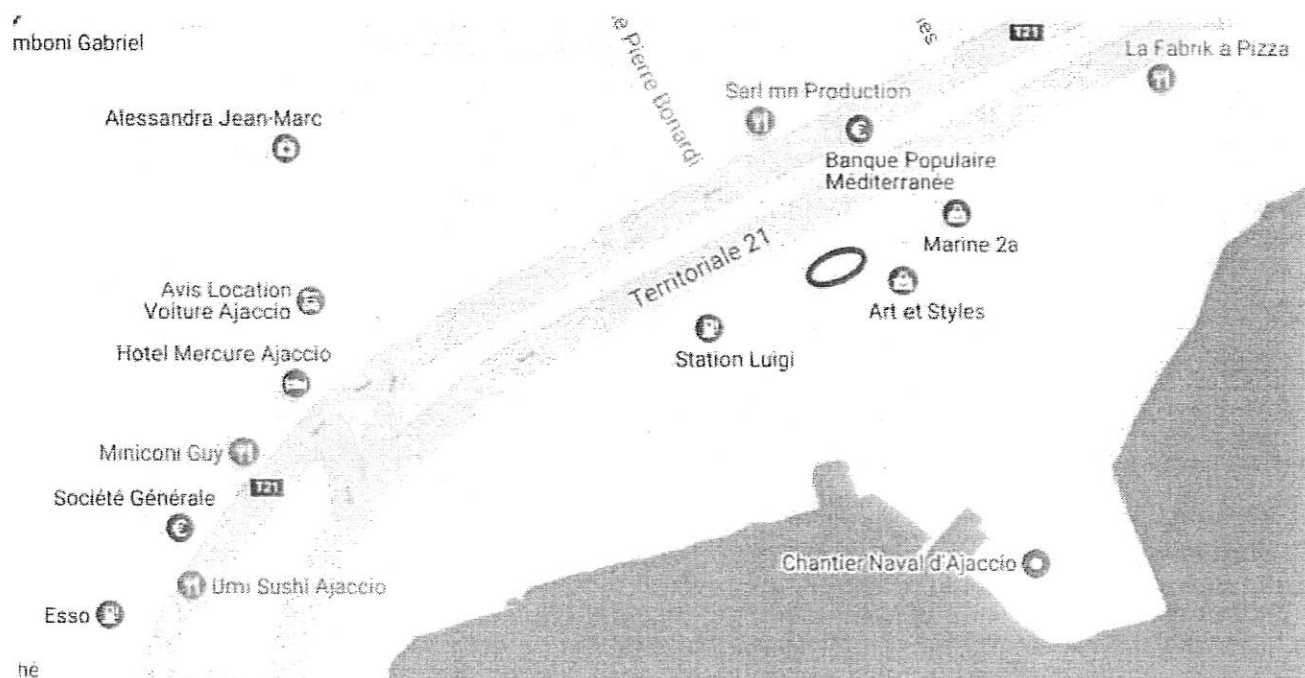 mboni Gabriel
T21
La Fabrik a Pizza
e Pierre Bonardi
Sarl mn Production
Alessandra Jean-Marc
Banque Populaire
Méditerranée
Marine 2a
Territoriale 21
Avis Location
Voiture Ajaccio
Art et Styles
Hotel Mercure Ajaccio
Station Luigi
Miniconi Guy
T21
Société Générale
Chantier Naval d'Ajaccio
Umi Sushi Ajaccio
Esso
hé